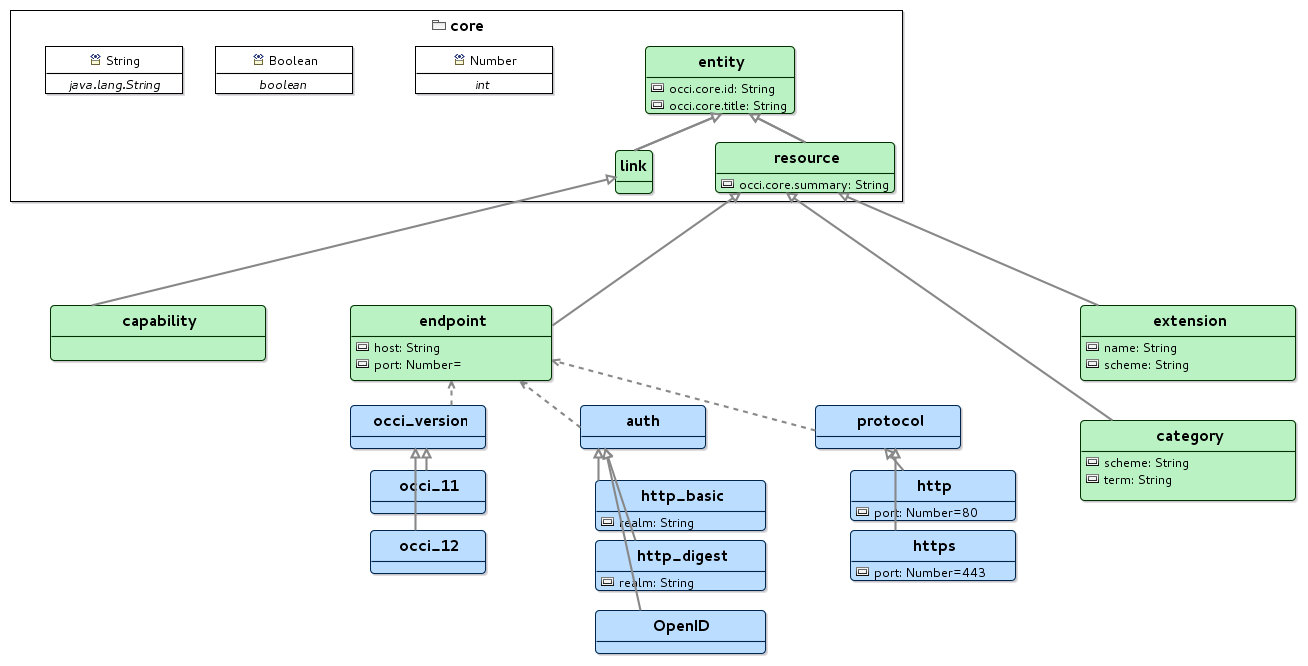 core
String
java.lang.String
Boolean
boolean
Number
int
entity
occi.core.id: String
occi.core.title: String
link
resource
occi.core.summary: String
capability
endpoint
host: String
port: Number=
extension
name: String
scheme: String
occi_version
auth
protocol
category
scheme: String
term: String
occi_11
occi_12
http_basic
realm: String
http_digest
realm: String
OpenID
http
port: Number=80
https
port: Number=443